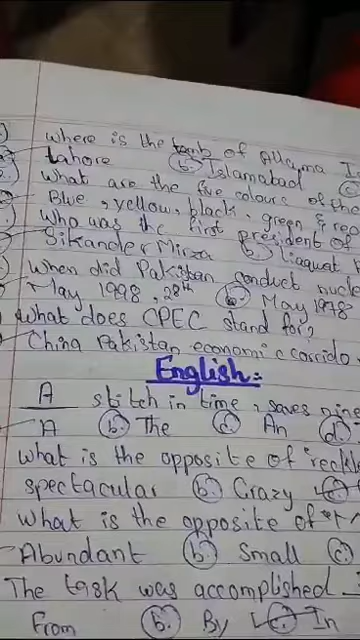 Where is the tomb of Allama
Lahore (b.) Islamabad
What are the five colours of the
Blue, yellow, black, green & red
Who was the first president of
Sikander Mirza b. Liaquat
When did Pakistan conduct
May 1998, 28th (b.) May 1978
What does CPEC stand for?
China Pakistan economic corrido
English:
A stitch in time, saves nine
A (b.) The (c.) An (d.)
What is the opposite of
spectacular (b.) Crazy
What is the opposite of
Abundant (b.) Small (c.)
The task was accomplished
From (b.) By (c.) In